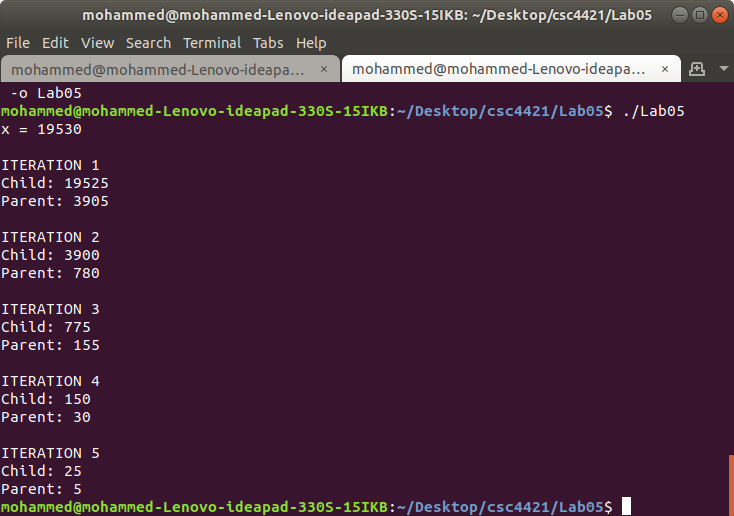 mohammed@mohammed-Lenovo-ideapad-330S-15IKB: ~/Desktop/csc4421/Lab05
File Edit View Search Terminal Tabs Help
mohammed@mohammed-Lenovo-ideapa... × mohammed@mohammed-Lenovo-ideapa... ×
-o Lab05
mohammed@mohammed-Lenovo-ideapad-330S-15IKB:~/Desktop/csc4421/Lab05$ ./Lab05
x = 19530
ITERATION 1
Child: 19525
Parent: 3905
ITERATION 2
Child: 3900
Parent: 780
ITERATION 3
Child: 775
Parent: 155
ITERATION 4
Child: 150
Parent: 30
ITERATION 5
Child: 25
Parent: 5
mohammed@mohammed-Lenovo-ideapad-330S-15IKB:~/Desktop/csc4421/Lab05$